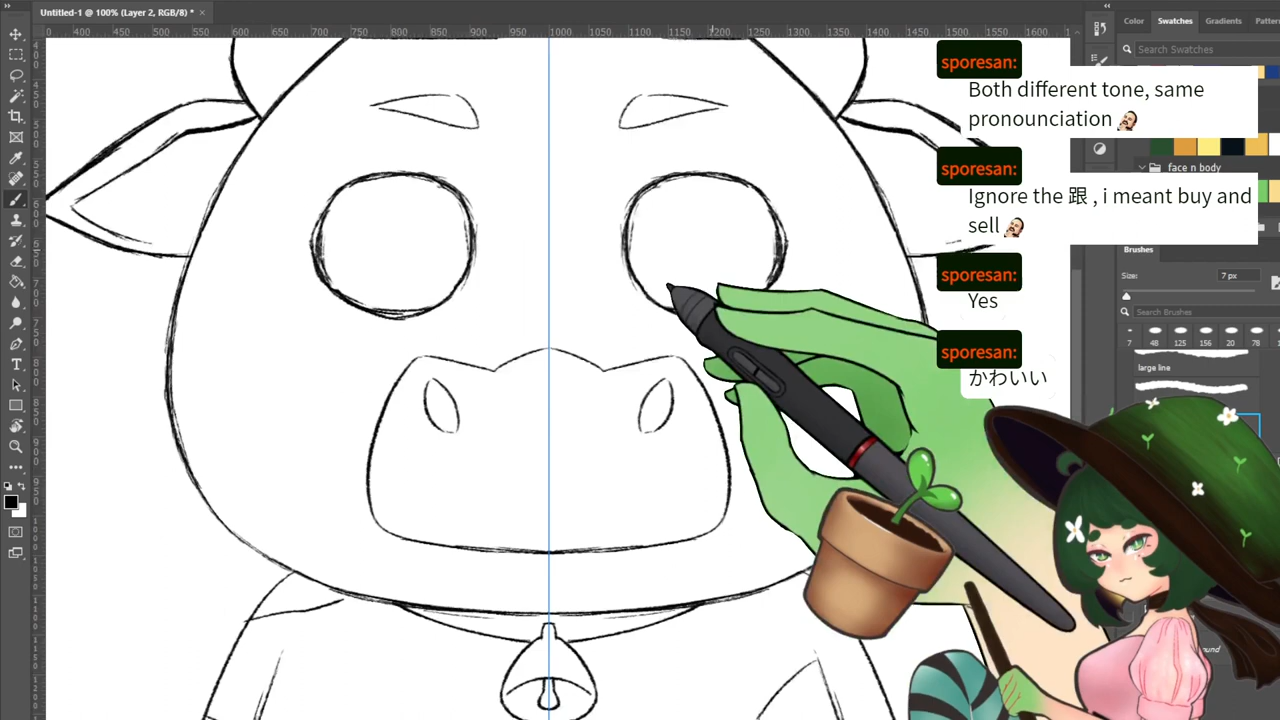 Untitled-1 @ 100% (Layer 2, RGB/8) * ×
Color Swatches Gradients Pattern
400 450 500 550 600 650 700 750 800 850 900 950 1000 1050 1100 1150 1200 1250 1300 1350 1400 1450 1500 1550 1600
Search Swatches
sporesan:
Both different tone, same
pronounciation
face n body
sporesan:
Ignore the 跟 , i meant buy and
sell
Brushes
sporesan:
Yes
Size: 7 px
Search Brushes
7 48 125 156 20 78
sporesan:
large line
かわいい